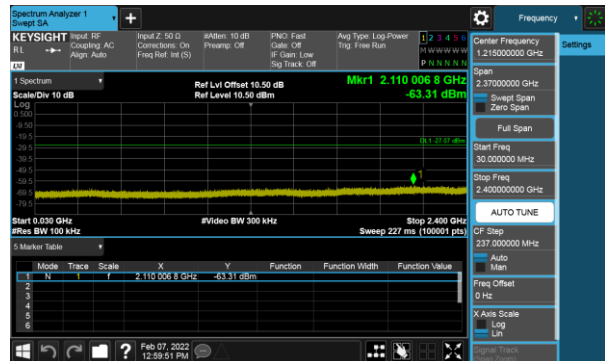 Spectrum Analyzer 1
Swept SA
Frequency
KEYSIGHT
Input: RF
Coupling: AC
Align: Auto
Input Z: 50 Ω
Corrections: On
Freq Ref: Int (S)
#Atten: 10 dB
Preamp: Off
PNO: Fast
Gate: Off
IF Gain: Low
Sig Track: Off
Avg Type: Log-Power
Trig: Free Run
1 2 3 4 5 6
M W W W W W
P N N N N N
RL
Center Frequency
1.215000000 GHz
Settings
Span
2.37000000 GHz
Swept Span
Zero Span
Full Span
Start Freq
30.000000 MHz
Stop Freq
2.400000000 GHz
AUTO TUNE
CF Step
237.000000 MHz
Auto
Man
Freq Offset
0 Hz
X Axis Scale
Log
Lin
Signal Track
1 Spectrum
Scale/Div 10 dB
Ref Lvl Offset 10.50 dB
Ref Level 10.50 dBm
Mkr1 2.110 006 8 GHz
-63.31 dBm
Log
0.500
-9.50
-19.5
-29.5
-39.5
-49.5
-59.5
-69.5
-79.5
DL1 -27.07 dBm
1
Start 0.030 GHz
#Video BW 300 kHz
Stop 2.400 GHz
#Res BW 100 kHz
Sweep 227 ms (100001 pts)
5 Marker Table
Mode Trace Scale X Y Function Function Width Function Value
1 N 1 f 2.110 006 8 GHz -63.31 dBm
2
3
4
5
6
Feb 07, 2022
12:59:51 PM